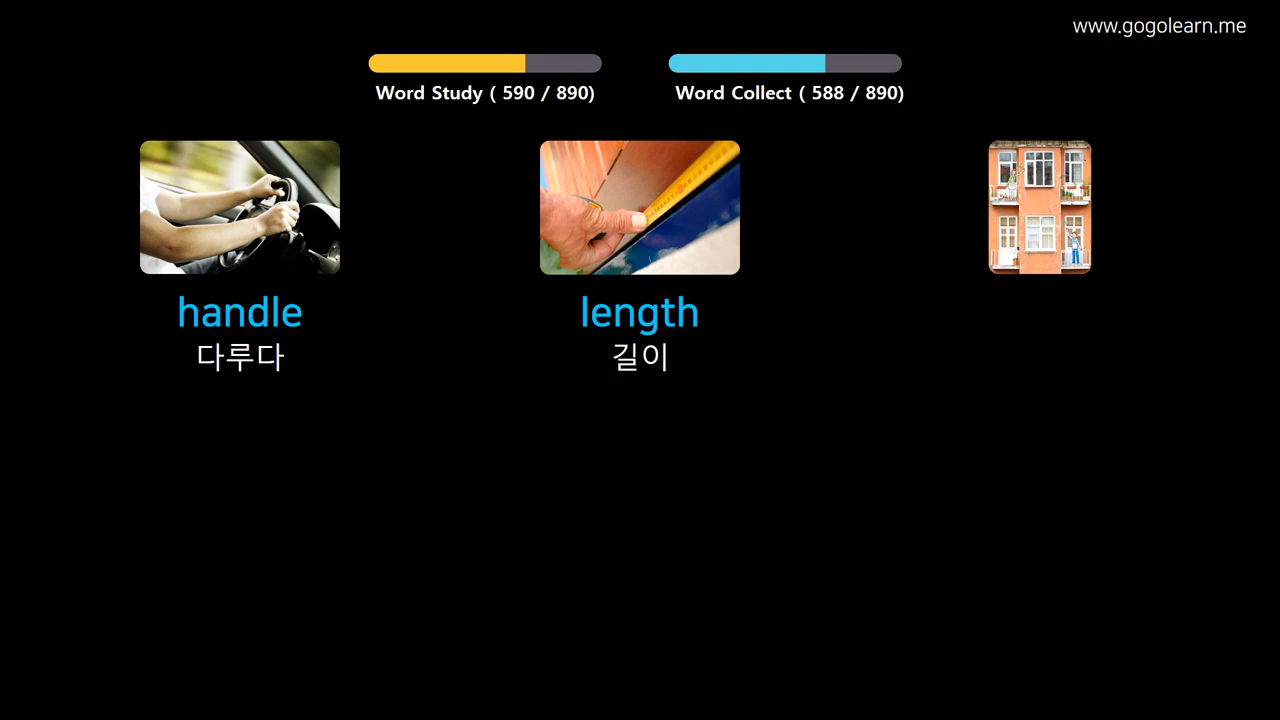 www.gogolearn.me
Word Study ( 590 / 890)
Word Collect ( 588 / 890)
handle
다루다
length
길이